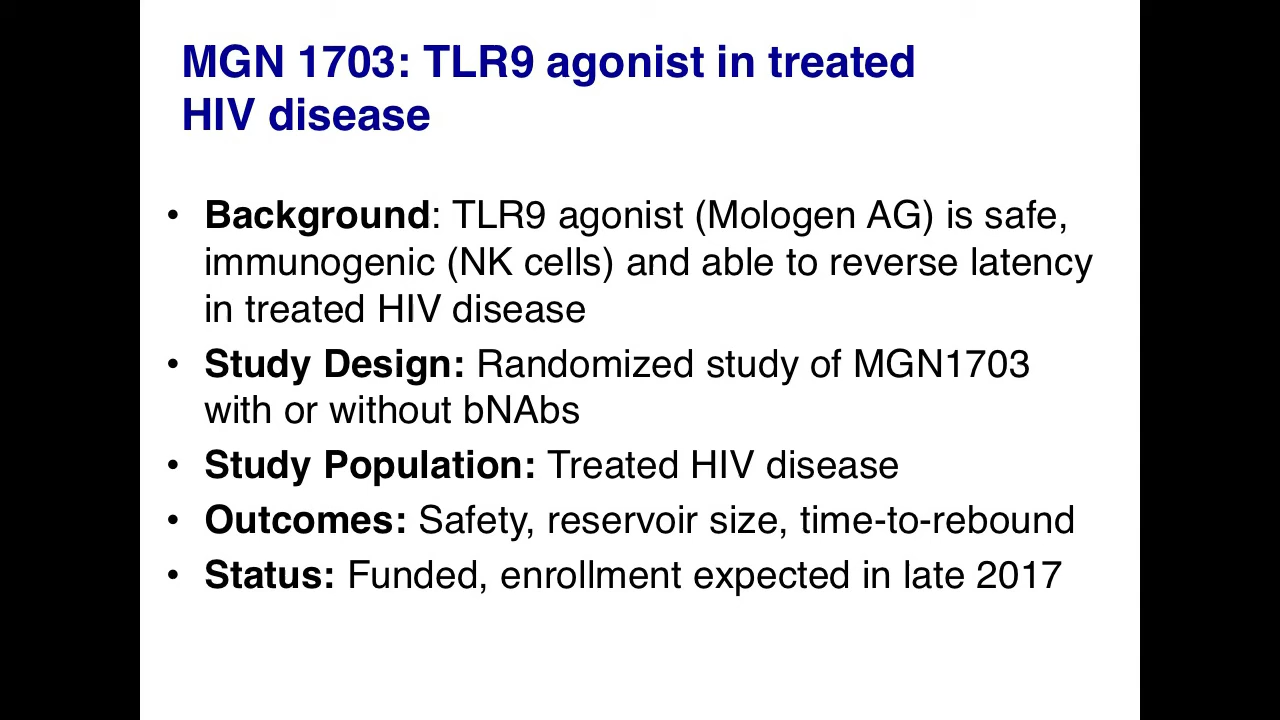 MGN 1703: TLR9 agonist in treated
HIV disease
• Background: TLR9 agonist (Mologen AG) is safe,
immunogenic (NK cells) and able to reverse latency
in treated HIV disease
• Study Design: Randomized study of MGN1703
with or without bNAbs
• Study Population: Treated HIV disease
• Outcomes: Safety, reservoir size, time-to-rebound
• Status: Funded, enrollment expected in late 2017